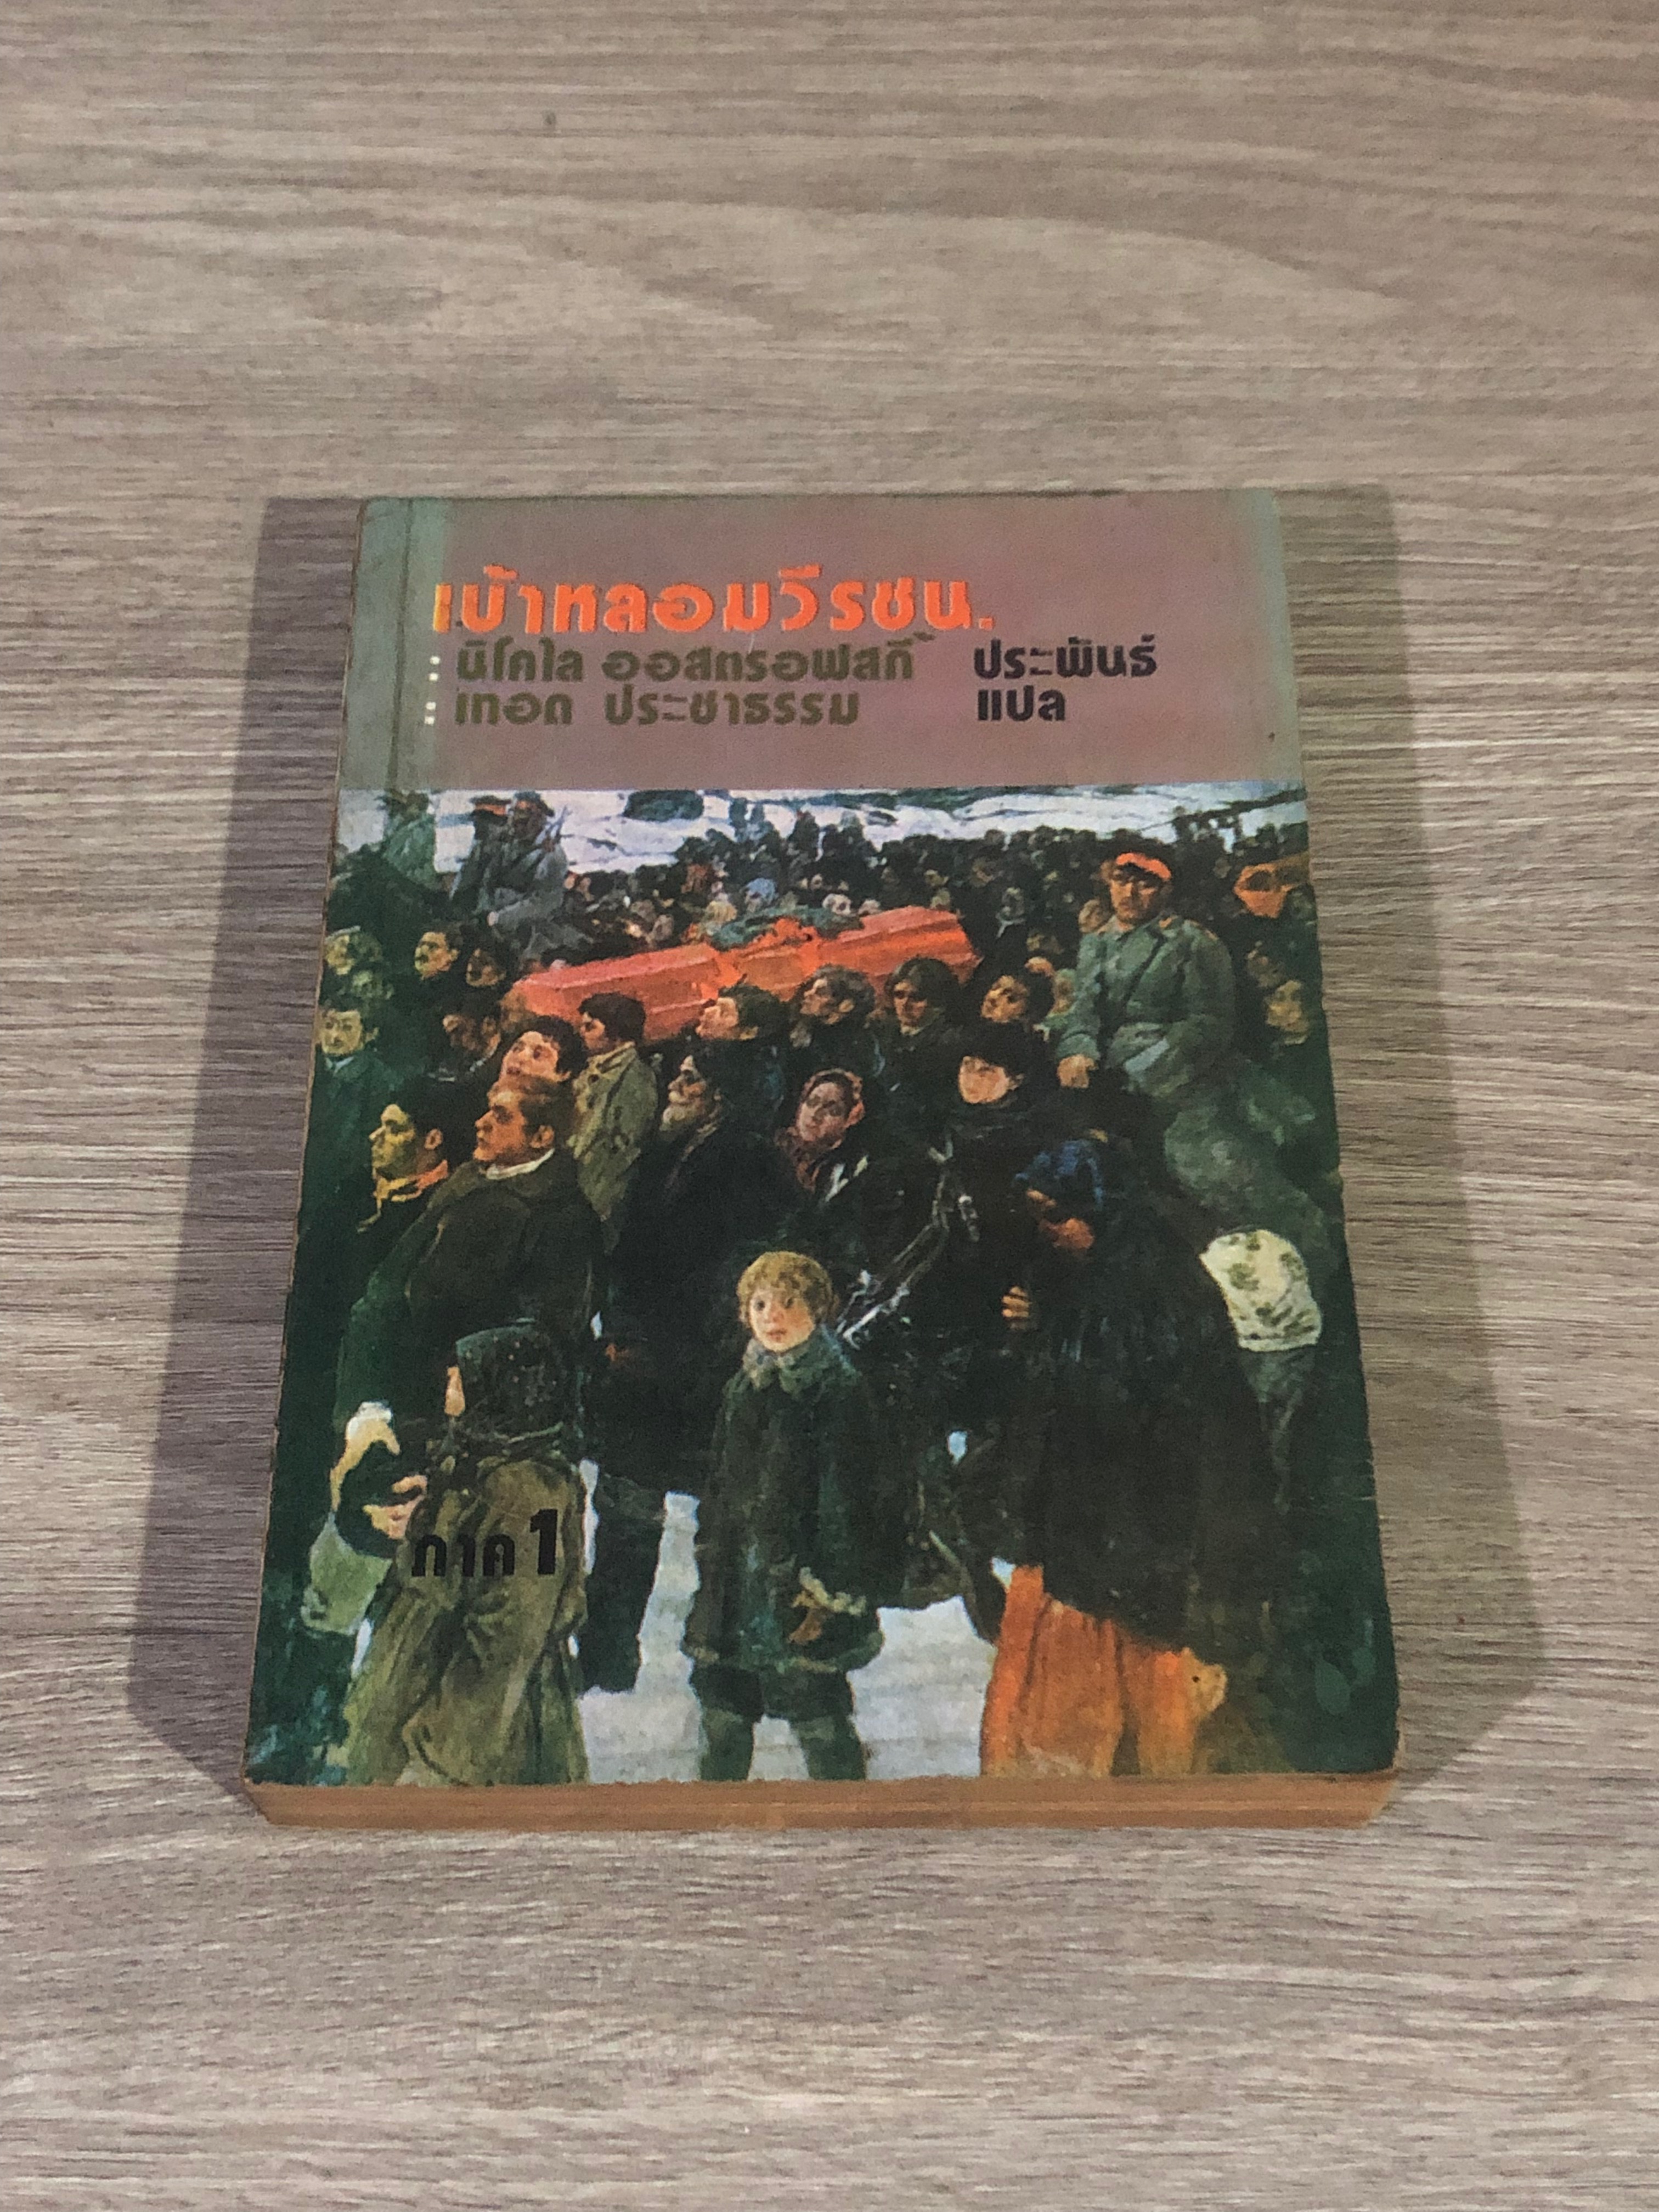 เบ้าหลอมวีรชน.
นิโคไล ออสตรอฟสกี้ ประพันธ์
เทอด ประชาธรรม แปล
ภาค 1